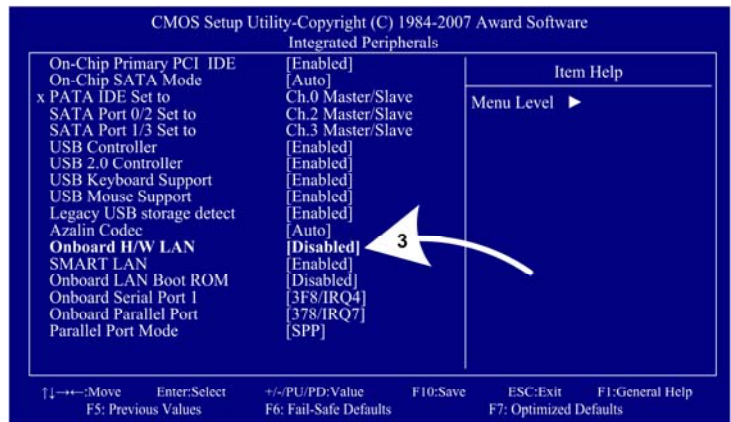 CMOS Setup Utility-Copyright (C) 1984-2007 Award Software
Integrated Peripherals
On-Chip Primary PCI IDE [Enabled]
On-Chip SATA Mode [Auto]
x PATA IDE Set to Ch.0 Master/Slave
SATA Port 0/2 Set to Ch.2 Master/Slave
SATA Port 1/3 Set to Ch.3 Master/Slave
USB Controller [Enabled]
USB 2.0 Controller [Enabled]
USB Keyboard Support [Enabled]
USB Mouse Support [Enabled]
Legacy USB storage detect [Enabled]
Azalin Codec [Auto]
Onboard H/W LAN [Disabled]
SMART LAN [Enabled]
Onboard LAN Boot ROM [Disabled]
Onboard Serial Port 1 [3F8/IRQ4]
Onboard Parallel Port [378/IRQ7]
Parallel Port Mode [SPP]
Item Help
Menu Level ►
3
↑↓→←:Move Enter:Select +/-/PU/PD:Value F10:Save ESC:Exit F1:General Help
F5: Previous Values F6: Fail-Safe Defaults F7: Optimized Defaults